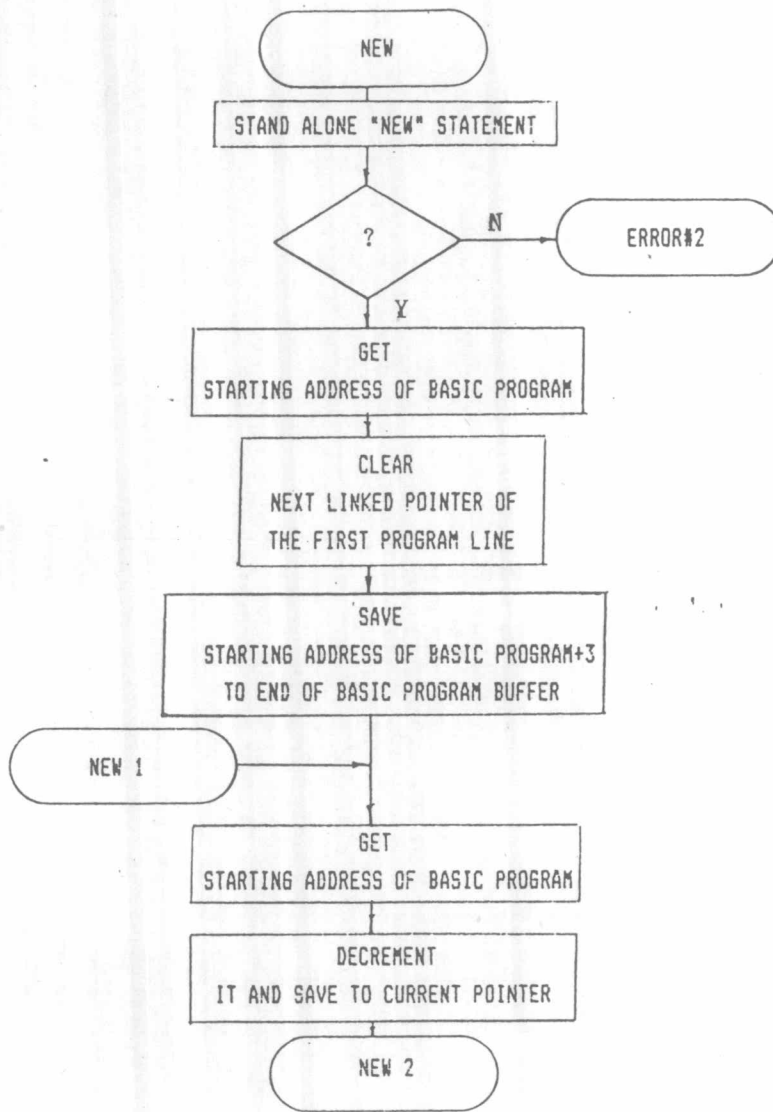 NEW
STAND ALONE "NEW" STATEMENT
?
N
ERROR#2
Y
GET
STARTING ADDRESS OF BASIC PROGRAM
CLEAR
NEXT LINKED POINTER OF
THE FIRST PROGRAM LINE
SAVE
STARTING ADDRESS OF BASIC PROGRAM+3
TO END OF BASIC PROGRAM BUFFER
NEW 1
GET
STARTING ADDRESS OF BASIC PROGRAM
DECREMENT
IT AND SAVE TO CURRENT POINTER
NEW 2